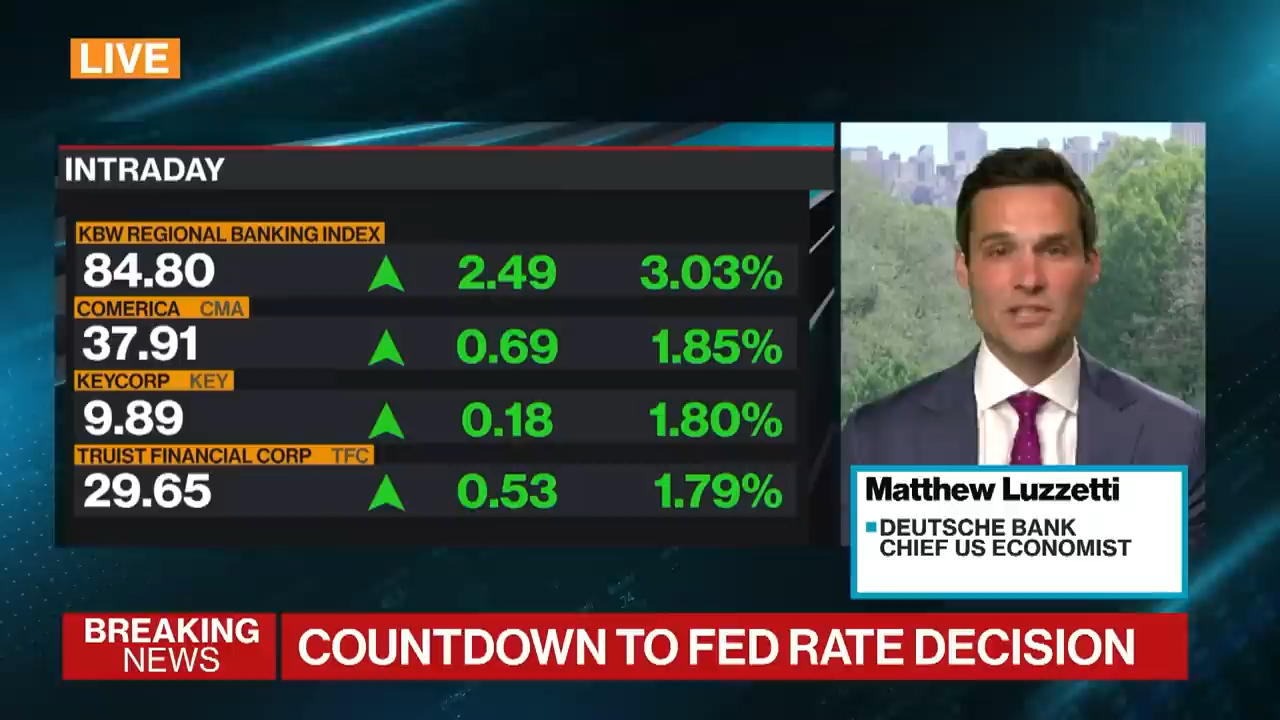 LIVE
INTRADAY
KBW REGIONAL BANKING INDEX
84.80 ▲ 2.49 3.03%
COMERICA CMA
37.91 ▲ 0.69 1.85%
KEYCORP KEY
9.89 ▲ 0.18 1.80%
TRUIST FINANCIAL CORP TFC
29.65 ▲ 0.53 1.79%
Matthew Luzzetti
DEUTSCHE BANK
CHIEF US ECONOMIST
BREAKING
NEWS
COUNTDOWN TO FED RATE DECISION